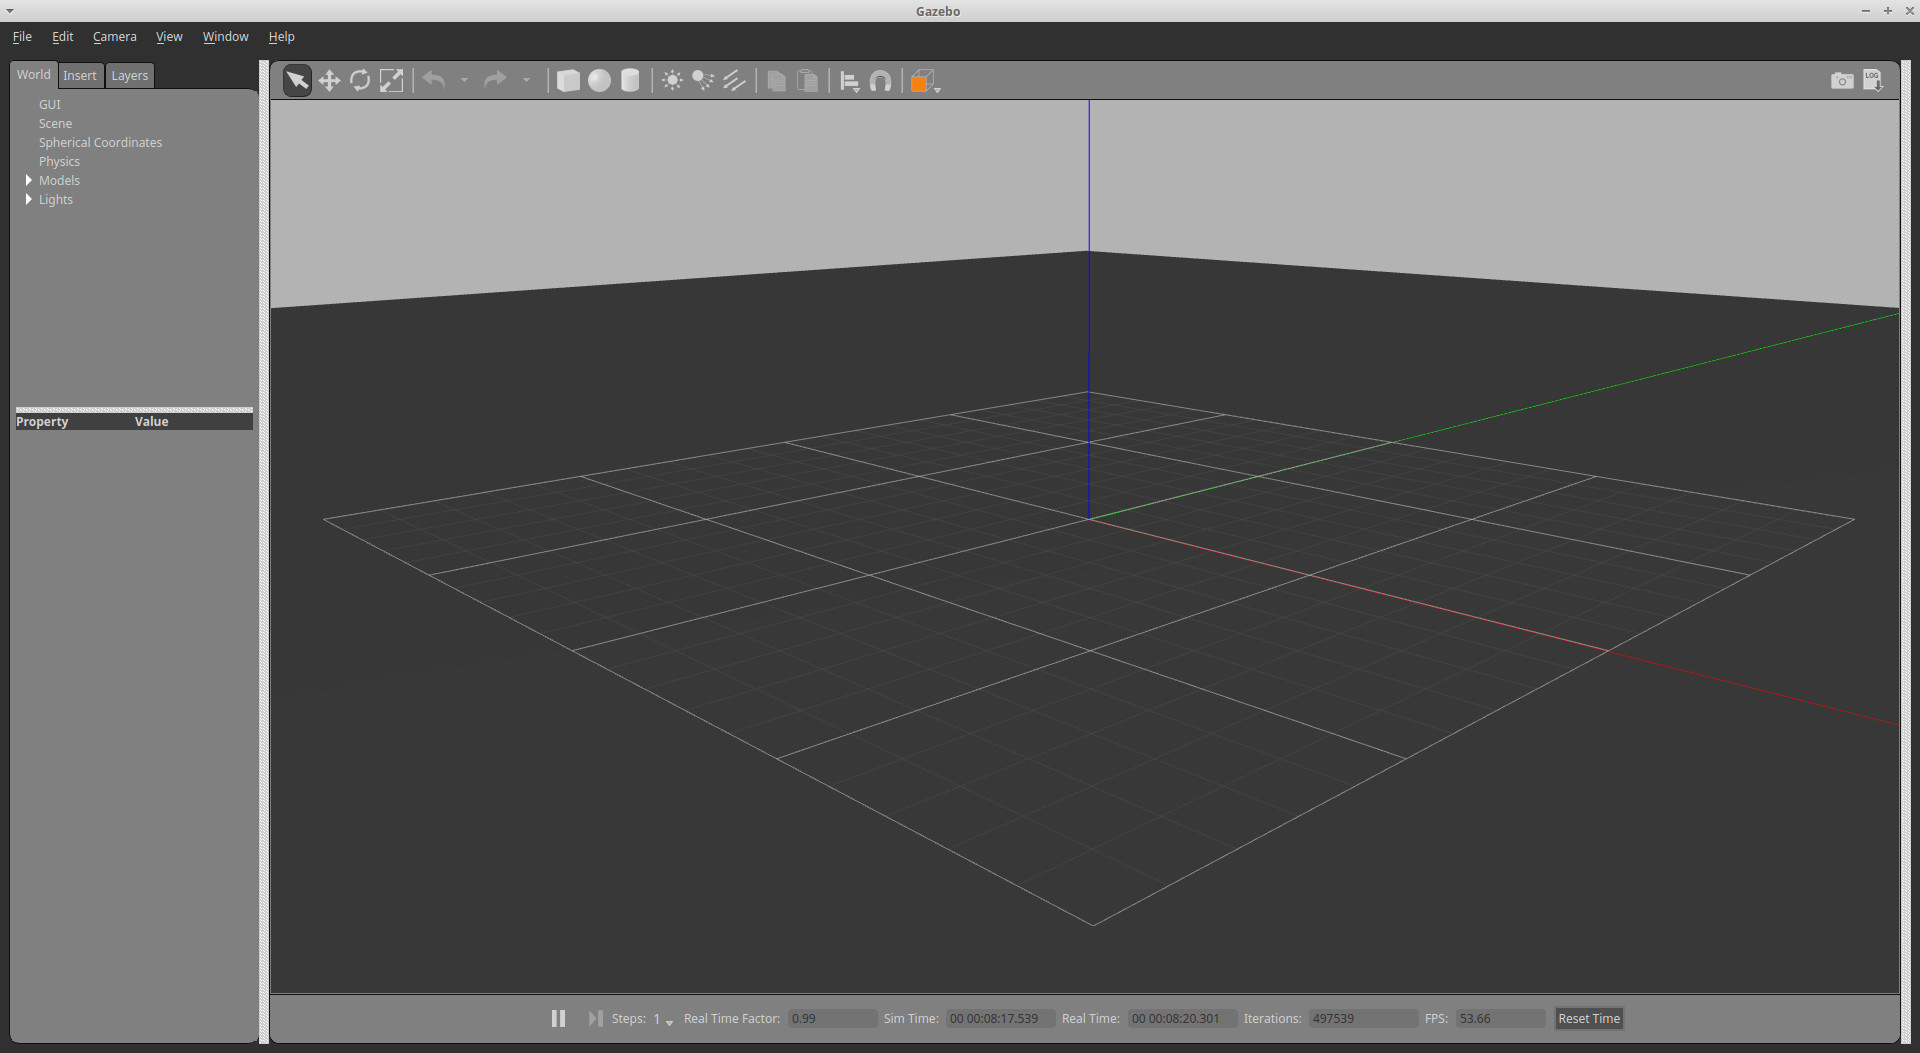 Gazebo
File Edit Camera View Window Help
World Insert Layers
LOG
GUI
Scene
Spherical Coordinates
Physics
Models
Lights
Property Value
Steps: 1 Real Time Factor: 0.99 Sim Time: 00 00:08:17.539 Real Time: 00 00:08:20.301 Iterations: 497539 FPS: 53.66 Reset Time